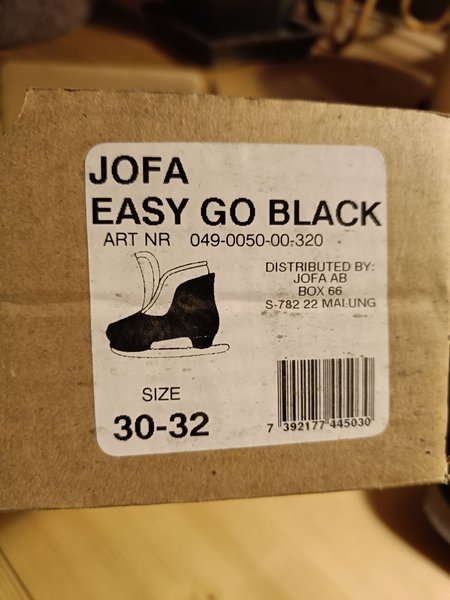 JOFA
EASY GO BLACK
ART NR 049-0050-00-320
DISTRIBUTED BY:
JOFA AB
BOX 66
S-782 22 MALUNG
SIZE
30-32
7 392177 445030